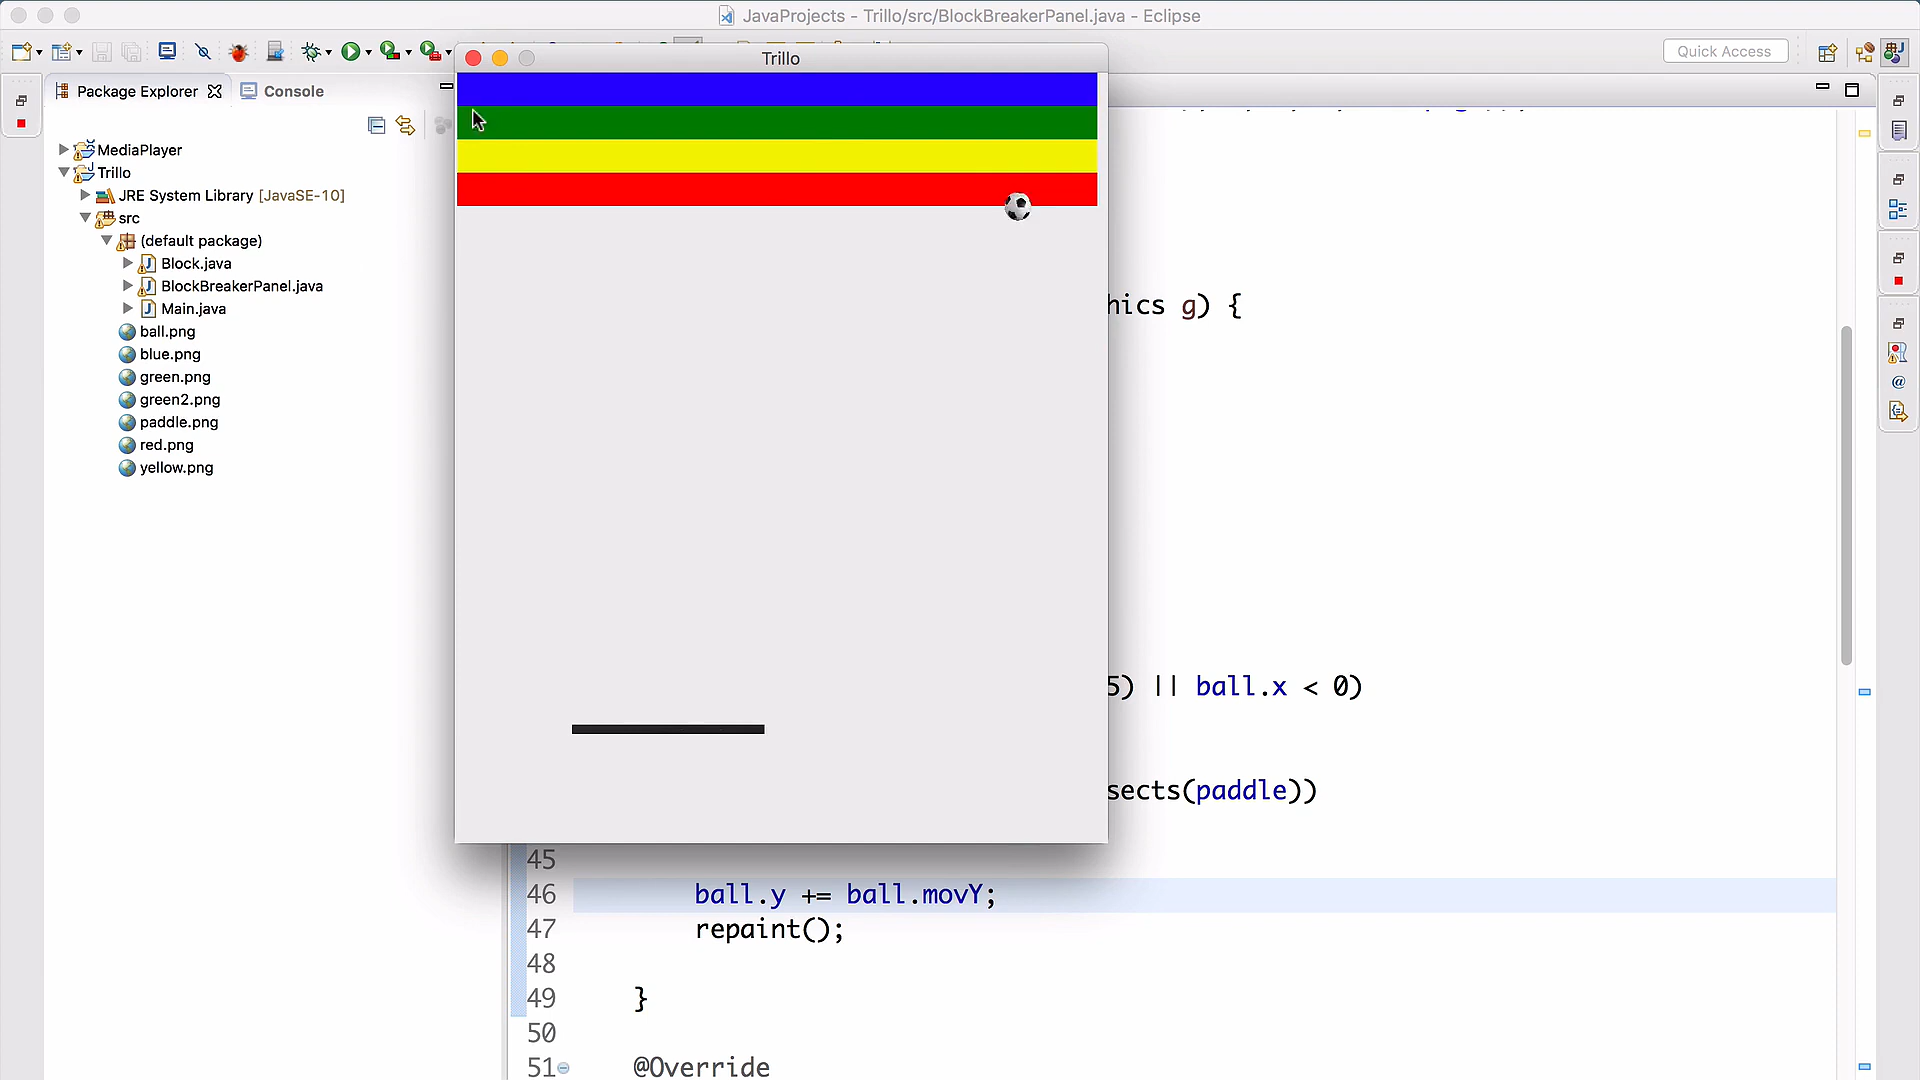 JavaProjects - Trillo/src/BlockBreakerPanel.java - Eclipse
Quick Access
Trillo
Package Explorer
Console
MediaPlayer
Trillo
JRE System Library [JavaSE-10]
src
(default package)
Block.java
BlockBreakerPanel.java
Main.java
ball.png
blue.png
green.png
green2.png
paddle.png
red.png
yellow.png
hics g) {
5) || ball.x < 0)
sects(paddle))
45
46 ball.y += ball.movY;
47 repaint();
48
49 }
50
51 @Override